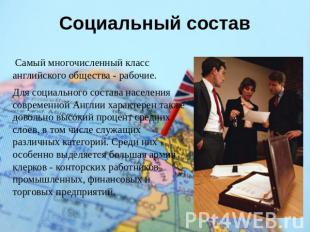 Социальный состав
Самый многочисленный класс
английского общества - рабочие.
Для социального состава населения
современной Англии характерен также
довольно высокий процент средних
слоев, в том числе служащих
различных категорий. Среди них
особенно выделяется большая армия
клерков - конторских работников
промышленных, финансовых и
торговых предприятий.
PPt4WEB.ru